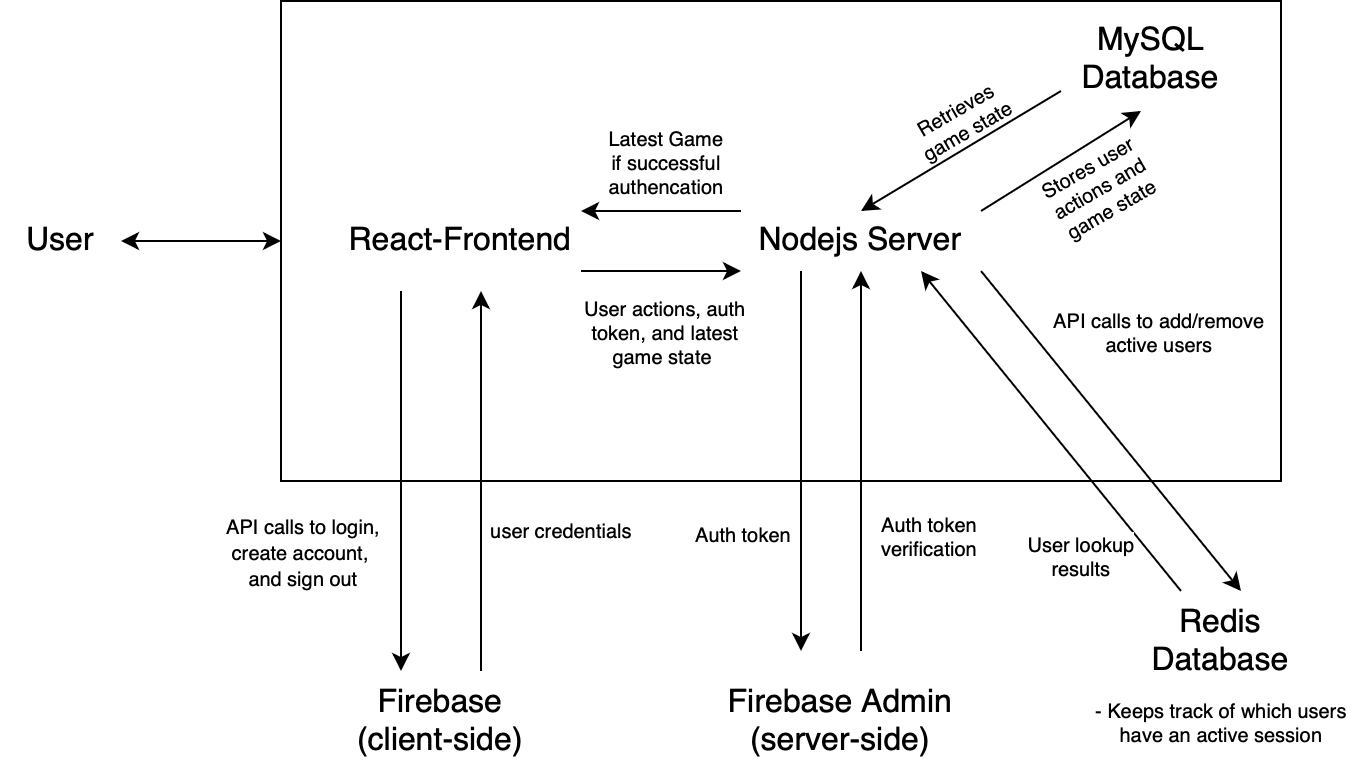 MySQL
Database
Retrieves
game state
Latest Game
if successful
authencation
Stores user
actions and
game state
User
React-Frontend
Nodejs Server
User actions, auth
token, and latest
game state
API calls to add/remove
active users
API calls to login,
create account,
and sign out
user credentials
Auth token
Auth token
verification
User lookup
results
Redis
Database
- Keeps track of which users
have an active session
Firebase
(client-side)
Firebase Admin
(server-side)